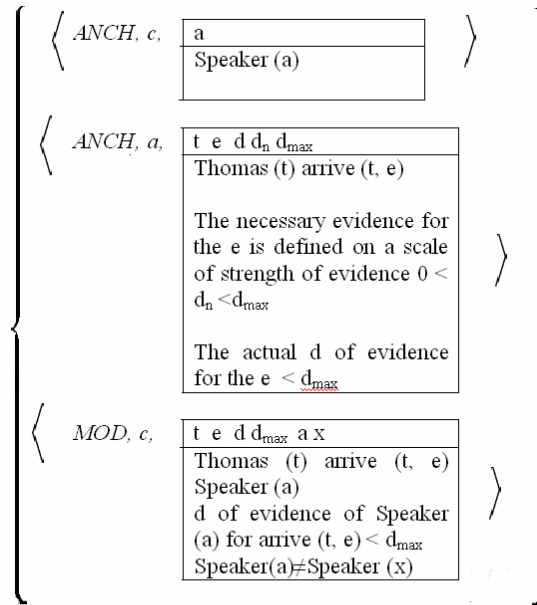 ANCH, c, a
Speaker (a)
ANCH, a, t e d dₙ dₘₐₓ
Thomas (t) arrive (t, e)
The necessary evidence for
the e is defined on a scale
of strength of evidence 0 <
dₙ <dₘₐₓ
The actual d of evidence
for the e < dₘₐₓ
MOD, c, t e d dₘₐₓ a x
Thomas (t) arrive (t, e)
Speaker (a)
d of evidence of Speaker
(a) for arrive (t, e) < dₘₐₓ
Speaker(a)≠Speaker (x)